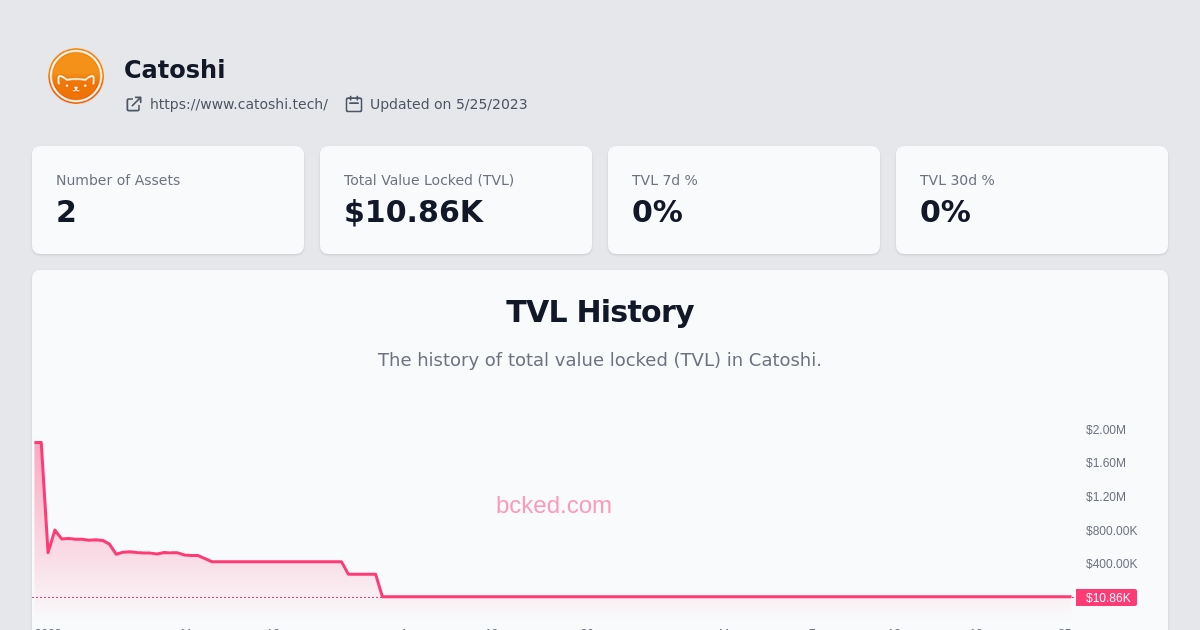 Catoshi
https://www.catoshi.tech/ Updated on 5/25/2023
Number of Assets
2
Total Value Locked (TVL)
$10.86K
TVL 7d %
0%
TVL 30d %
0%
TVL History
The history of total value locked (TVL) in Catoshi.
$2.00M
$1.60M
$1.20M
bcked.com
$800.00K
$400.00K
$10.86K